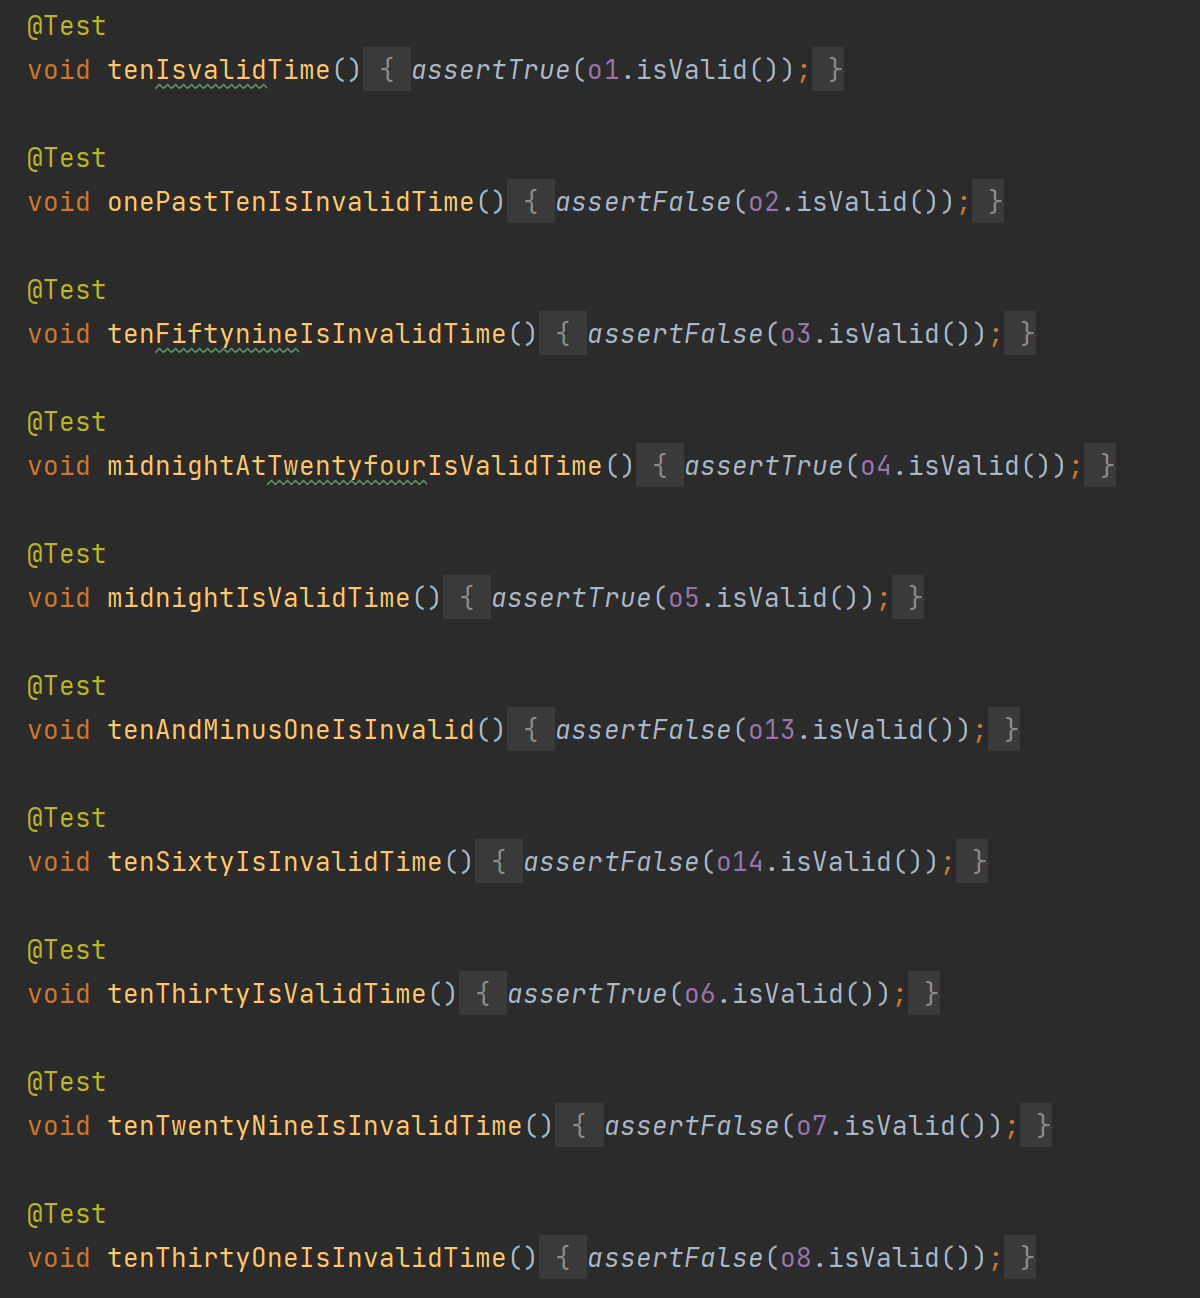 @Test
void tenIsvalidTime() { assertTrue(o1.isValid()); }
@Test
void onePastTenIsInvalidTime() { assertFalse(o2.isValid()); }
@Test
void tenFiftynineIsInvalidTime() { assertFalse(o3.isValid()); }
@Test
void midnightAtTwentyfourIsValidTime() { assertTrue(o4.isValid()); }
@Test
void midnightIsValidTime() { assertTrue(o5.isValid()); }
@Test
void tenAndMinusOneIsInvalid() { assertFalse(o13.isValid()); }
@Test
void tenSixtyIsInvalidTime() { assertFalse(o14.isValid()); }
@Test
void tenThirtyIsValidTime() { assertTrue(o6.isValid()); }
@Test
void tenTwentyNineIsInvalidTime() { assertFalse(o7.isValid()); }
@Test
void tenThirtyOneIsInvalidTime() { assertFalse(o8.isValid()); }